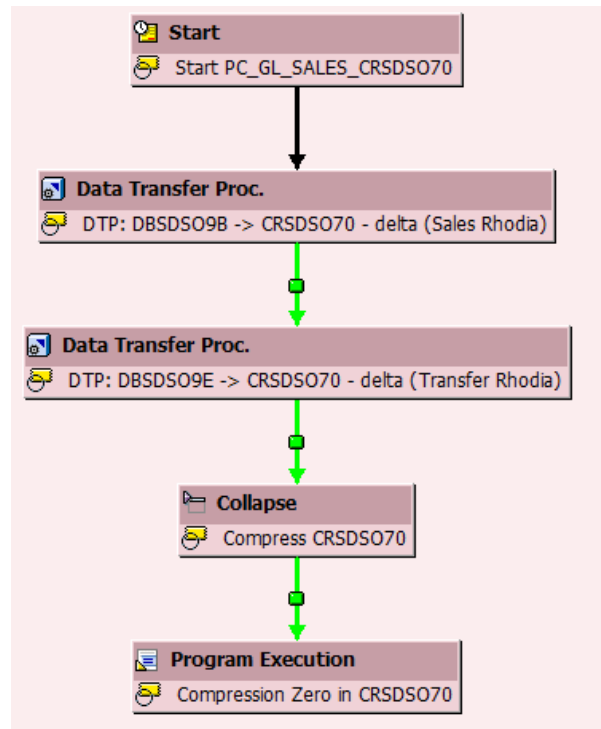 Start
Start PC_GL_SALES_CRSDSO70
Data Transfer Proc.
DTP: DBSDSO9B -> CRSDSO70 - delta (Sales Rhodia)
Data Transfer Proc.
DTP: DBSDSO9E -> CRSDSO70 - delta (Transfer Rhodia)
Collapse
Compress CRSDSO70
Program Execution
Compression Zero in CRSDSO70